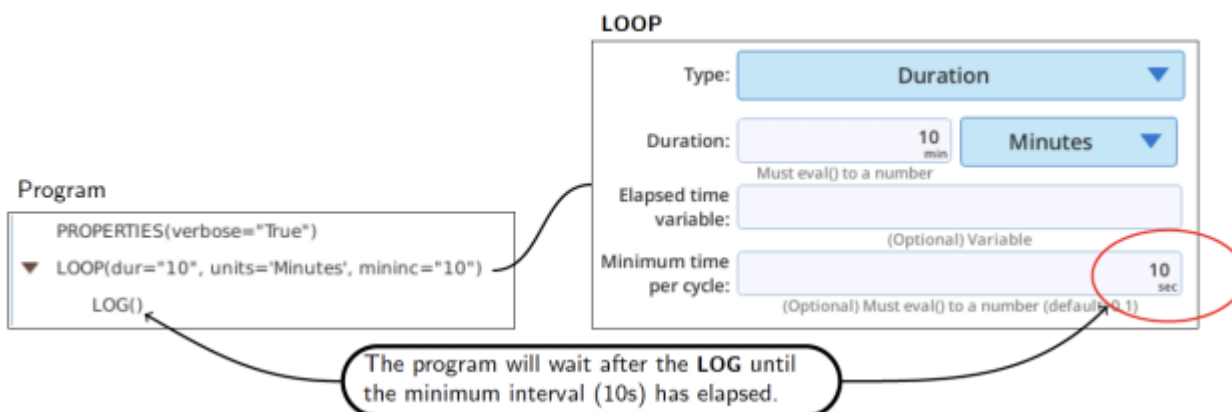 LOOP
Type: Duration
Duration: 10 min Minutes
Must eval() to a number
Elapsed time
variable:
(Optional) Variable
Minimum time
per cycle:
10
sec
(Optional) Must eval() to a number (default: 0.1)
Program
PROPERTIES(verbose="True")
LOOP(dur="10", units='Minutes', mininc="10")
LOG()
The program will wait after the LOG until
the minimum interval (10s) has elapsed.